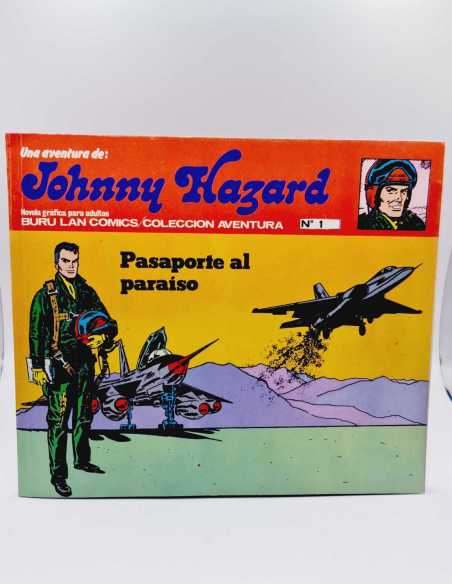 Una aventura de:
Johnny Hazard
Novela gráfica para adultos
BURU LAN COMICS/COLECCION AVENTURA Nº 1
Pasaporte al
paraíso